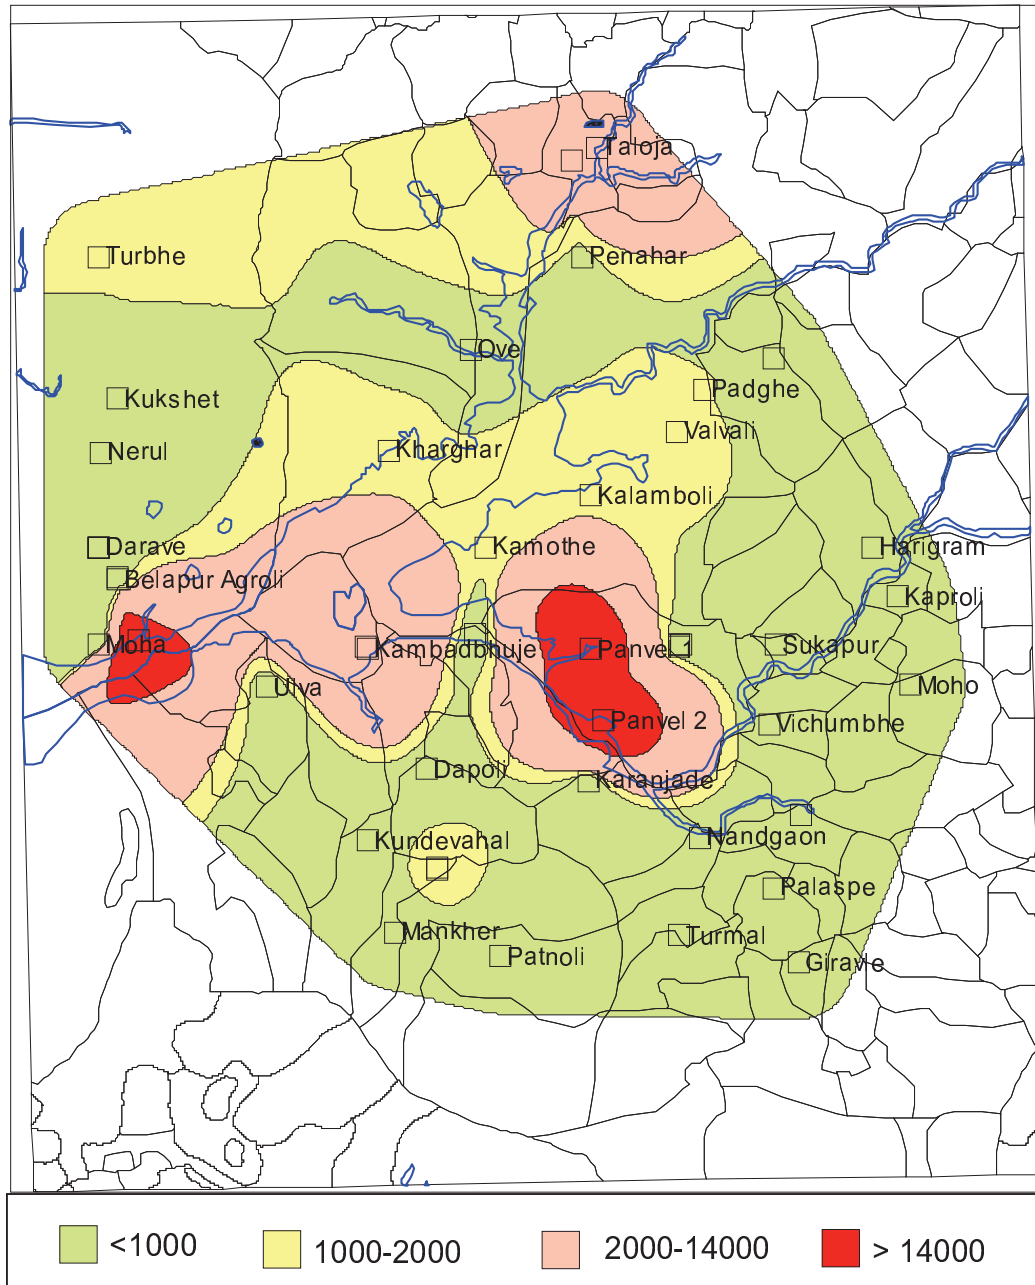 Taloja
Turbhe
Penahar
Ove
Padghe
Kukshet
Valvali
Nerul
Kharghar
Kalamboli
Darave
Kamothe
Harigram
Belapur Agroli
Kaproli
Moha
Kambadbhuje
Panvel 1
Sukapur
Ulva
Moho
Panvel 2
Vichumbhe
Dapoli
Karanjade
Kundevahal
Nandgaon
Palaspe
Mankher
Turmal
Patnoli
Giravle
<1000
1000-2000
2000-14000
> 14000